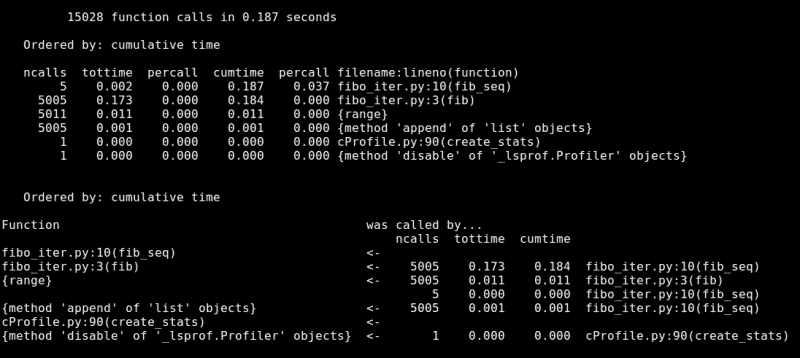 15028 function calls in 0.187 seconds
Ordered by: cumulative time
ncalls  tottime  percall  cumtime  percall filename:lineno(function)
5    0.002    0.000    0.187    0.037 fibo_iter.py:10(fib_seq)
5005    0.173    0.000    0.184    0.000 fibo_iter.py:3(fib)
5011    0.011    0.000    0.011    0.000 {range}
5005    0.001    0.000    0.001    0.000 {method 'append' of 'list' objects}
1    0.000    0.000    0.000    0.000 cProfile.py:90(create_stats)
1    0.000    0.000    0.000    0.000 {method 'disable' of '_lsprof.Profiler' objects}
Ordered by: cumulative time
Function                                          was called by...
ncalls  tottime  cumtime
fibo_iter.py:10(fib_seq)                          <-
fibo_iter.py:3(fib)                               <-    5005    0.173    0.184  fibo_iter.py:10(fib_seq)
{range}                                           <-    5005    0.011    0.011  fibo_iter.py:3(fib)
5    0.000    0.000  fibo_iter.py:10(fib_seq)
{method 'append' of 'list' objects}               <-    5005    0.001    0.001  fibo_iter.py:10(fib_seq)
cProfile.py:90(create_stats)                      <-
{method 'disable' of '_lsprof.Profiler' objects}  <-       1    0.000    0.000  cProfile.py:90(create_stats)